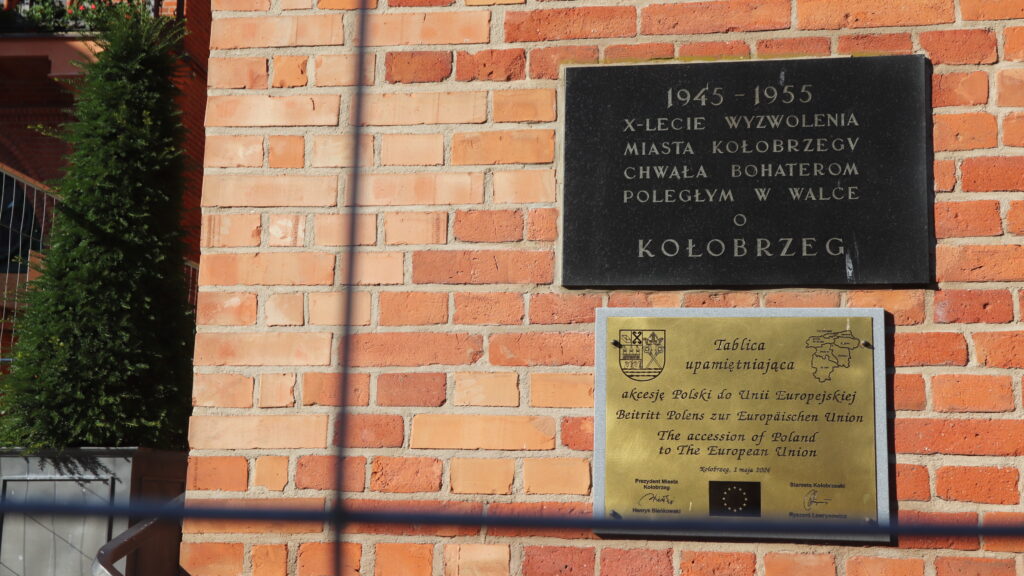 1945 – 1955
X-LECIE WYZWOLENIA
MIASTA KOŁOBRZEGV
CHWAŁA BOHATEROM
POLEGŁYM W WALCE
O
KOŁOBRZEG
Tablica
upamiętniająca
akcesję Polski do Unii Europejskiej
Beitritt Polens zur Europäischen Union
The accession of Poland
to The European Union
Kołobrzeg, 1 maja 2004
Prezydent Miasta
Kołobrzeg
Henryk Bieńkowski
Starosta Kołobrzeski
Ryszard